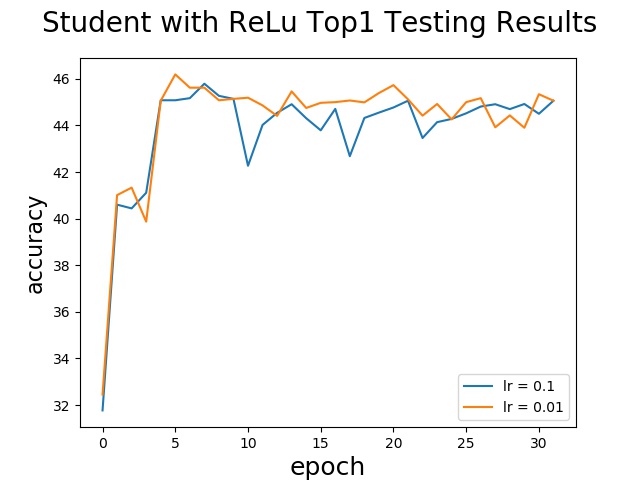 Student with ReLu Top1 Testing Results
accuracy
46
44
42
40
38
36
34
32
0 5 10 15 20 25 30
epoch
lr = 0.1
lr = 0.01